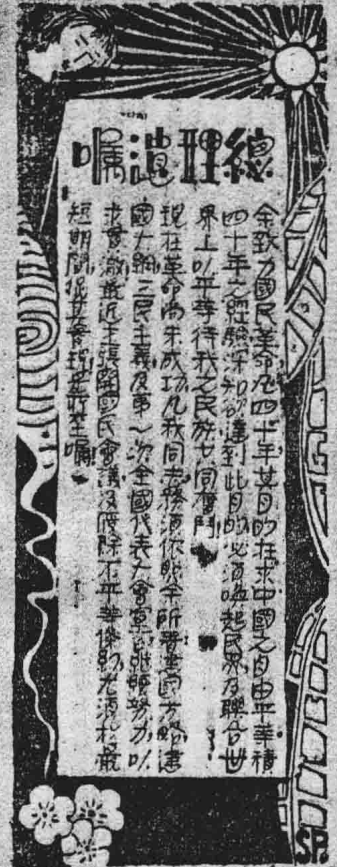 總理遺囑
余致力國民革命凡四十年其目的在求中國之自由平等積
四十年之經驗深知欲達到此目的必須喚起民眾及聯合世
界上以平等待我之民族共同奮鬥
現在革命尚未成功凡我同志務須依照余所著建國方略建
國大綱三民主義及第一次全國代表大會宣言繼續努力以
求貫澈最近主張開國民會議及廢除不平等條約尤須於最
短期間促其實現是所至囑
SP.